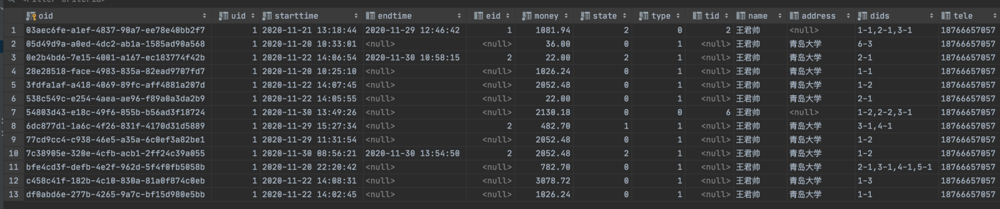 oid uid starttime endtime eid money state type tid name address dids tele
1 03aec6fe-a1ef-4837-90a7-ee78e40bb2f7 1 2020-11-21 13:18:44 2020-11-29 12:46:42 1 1081.94 2 0 2 王君帅 <null> 1-1,2-1,3-1 18766657057
2 05d49d9a-a0ed-4dc2-ab1a-1585ad90a568 1 2020-11-20 10:33:01 <null> <null> 36.00 0 1 <null> 王君帅 青岛大学 6-3 18766657057
3 0e2b4bd6-7e15-4001-a167-ec183774f42b 1 2020-11-22 14:06:54 2020-11-30 10:58:15 2 22.00 2 1 <null> 王君帅 青岛大学 2-1 18766657057
4 28e28518-face-4983-835a-82ead9707fd7 1 2020-11-20 10:25:10 <null> <null> 1026.24 0 1 <null> 王君帅 青岛大学 1-1 18766657057
5 3fdfa1af-a418-4069-89fc-aff4881a207d 1 2020-11-22 14:07:45 <null> <null> 2052.48 0 1 <null> 王君帅 青岛大学 1-2 18766657057
6 538c549c-e254-4aea-ae96-f89a0a3da2b9 1 2020-11-22 14:05:55 <null> <null> 22.00 0 1 <null> 王君帅 青岛大学 2-1 18766657057
7 54803d43-e18c-49f6-855b-b56ad3f18724 1 2020-11-30 13:49:26 <null> <null> 2130.18 0 0 6 王君帅 <null> 1-2,2-2,3-1 18766657057
8 6dc877d1-1a6c-4f26-831f-4170d31d5889 1 2020-11-29 15:27:34 <null> 2 482.70 1 1 <null> 王君帅 青岛大学 3-1,4-1 18766657057
9 77cd9cc4-c938-46e5-a35a-6c0ef3a82be1 1 2020-11-29 11:31:54 <null> <null> 2052.48 0 1 <null> 王君帅 青岛大学 1-2 18766657057
10 7c38905e-320e-4cfb-acb1-2ff24c39a055 1 2020-11-30 08:56:21 2020-11-30 13:54:50 2 2052.48 2 1 <null> 王君帅 青岛大学 1-2 18766657057
11 bfe4cd3f-defb-4e2f-962d-5f4f0fb5058b 1 2020-11-20 22:20:42 <null> <null> 782.70 0 1 <null> 王君帅 青岛大学 2-1,3-1,4-1,5-1 18766657057
12 c458c41f-182b-4c10-830a-81a0f874c0eb 1 2020-11-22 14:08:31 <null> <null> 3078.72 0 1 <null> 王君帅 青岛大学 1-3 18766657057
13 df0abd6e-277b-4265-9a7c-bf15d980e5bb 1 2020-11-22 14:02:45 <null> <null> 1026.24 0 1 <null> 王君帅 青岛大学 1-1 18766657057